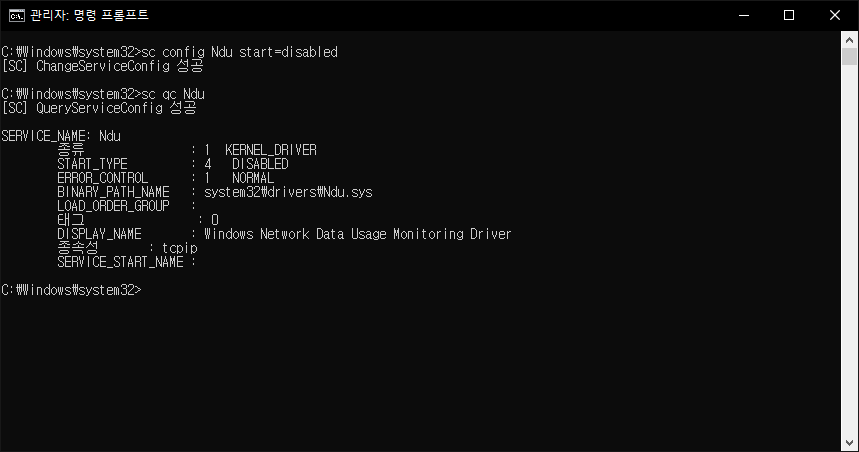 관리자: 명령 프롬프트
C:₩Windows₩system32>sc config Ndu start=disabled
[SC] ChangeServiceConfig 성공
C:₩Windows₩system32>sc qc Ndu
[SC] QueryServiceConfig 성공
SERVICE_NAME: Ndu
종류 : 1 KERNEL_DRIVER
START_TYPE : 4 DISABLED
ERROR_CONTROL : 1 NORMAL
BINARY_PATH_NAME : system32₩drivers₩Ndu.sys
LOAD_ORDER_GROUP :
태그 : 0
DISPLAY_NAME : Windows Network Data Usage Monitoring Driver
종속성 : tcpip
SERVICE_START_NAME :
C:₩Windows₩system32>